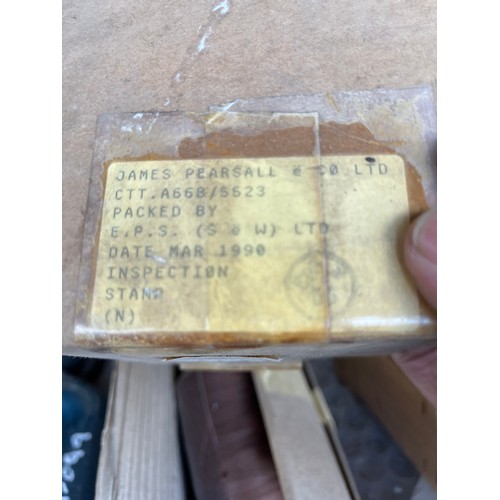 JAMES PEARSALL & CO LTD
CTT.A66B/5523
PACKED BY
E.P.S. (S & W) LTD
DATE MAR 1990
INSPECTION
STAMP
(N)